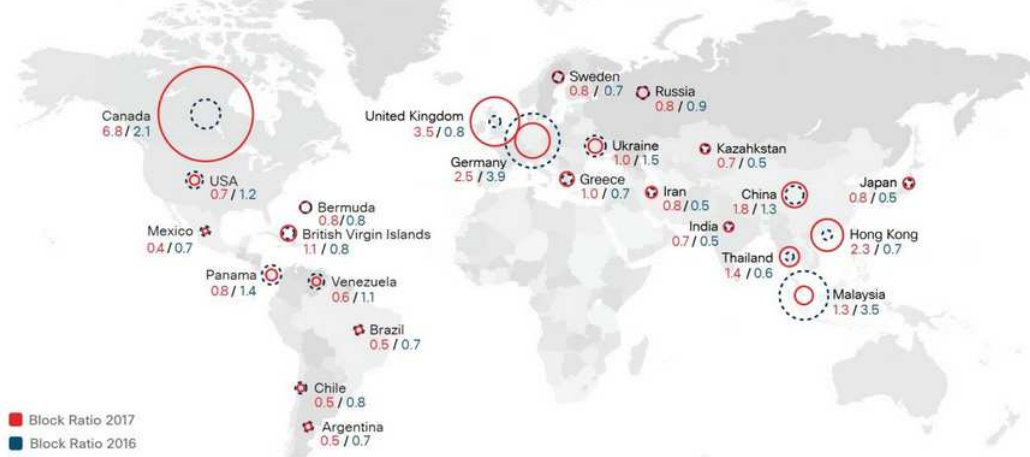 Sweden
0.8 / 0.7
Russia
0.8 / 0.9
Canada
6.8 / 2.1
United Kingdom
3.5 / 0.8
Ukraine
1.0 / 1.5
Kazahkstan
0.7 / 0.5
Germany
2.5 / 3.9
USA
0.7 / 1.2
Greece
1.0 / 0.7
Iran
0.8 / 0.5
China
1.8 / 1.3
Japan
0.8 / 0.5
Bermuda
0.8/0.8
Mexico
0.4 / 0.7
British Virgin Islands
1.1 / 0.8
India
0.7 / 0.5
Hong Kong
2.3 / 0.7
Thailand
1.4 / 0.6
Panama
0.8 / 1.4
Venezuela
0.6 / 1.1
Malaysia
1.3 / 3.5
Brazil
0.5 / 0.7
Chile
0.5 / 0.8
Argentina
0.5 / 0.7
Block Ratio 2017
Block Ratio 2016